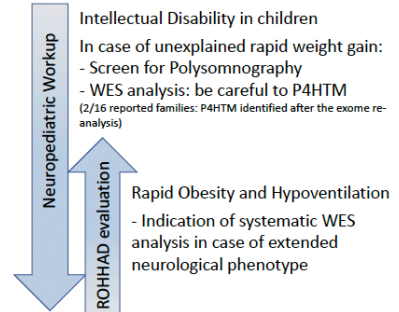 Neuropediatric Workup
Intellectual Disability in children
In case of unexplained rapid weight gain:
- Screen for Polysomnography
- WES analysis: be careful to P4HTM
(2/16 reported families: P4HTM identified after the exome re-
analysis)
ROHHAD evaluation
Rapid Obesity and Hypoventilation
- Indication of systematic WES
analysis in case of extended
neurological phenotype